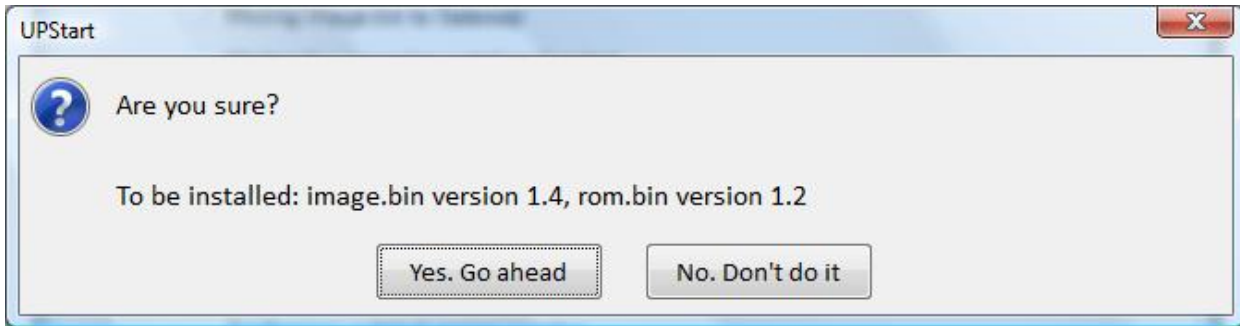 UPStart
Are you sure?
To be installed: image.bin version 1.4, rom.bin version 1.2
Yes. Go ahead
No. Don't do it